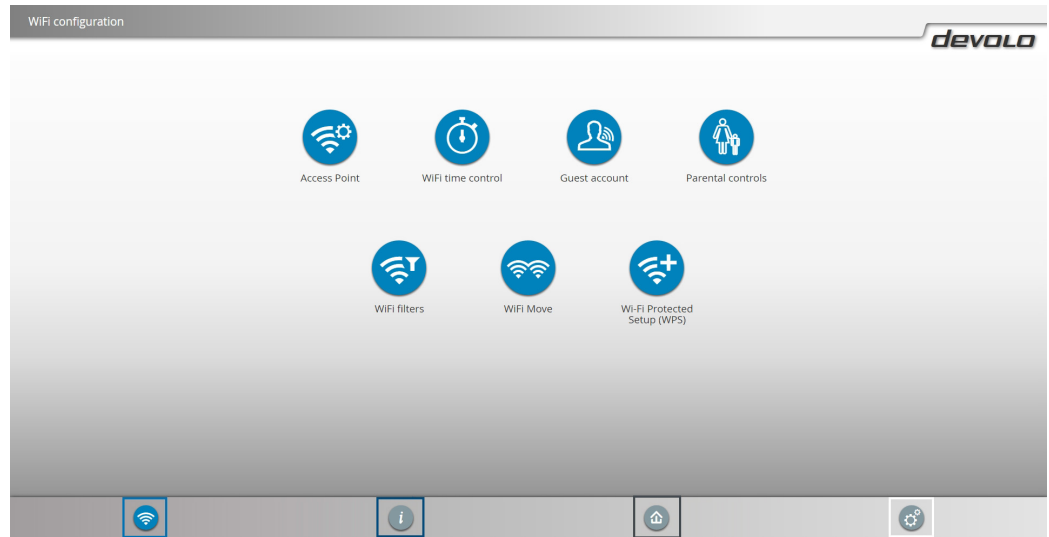 WiFi configuration
devolo
Access Point
WiFi time control
Guest account
Parental controls
WiFi filters
WiFi Move
Wi-Fi Protected
Setup (WPS)
i